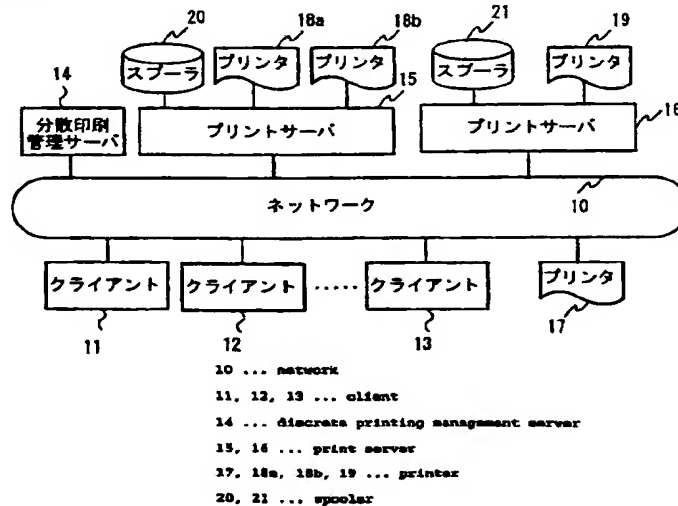 20
18a
18b
21
19
スプーラ
プリンタ
プリンタ
スプーラ
プリンタ
14
15
分散印刷
管理サーバ
プリントサーバ
プリントサーバ
16
ネットワーク
10
クライアント
クライアント
.....
クライアント
プリンタ
11
12
13
17
10 ... network
11, 12, 13 ... client
14 ... discrete printing management server
15, 16 ... print server
17, 18a, 18b, 19 ... printer
20, 21 ... spooler